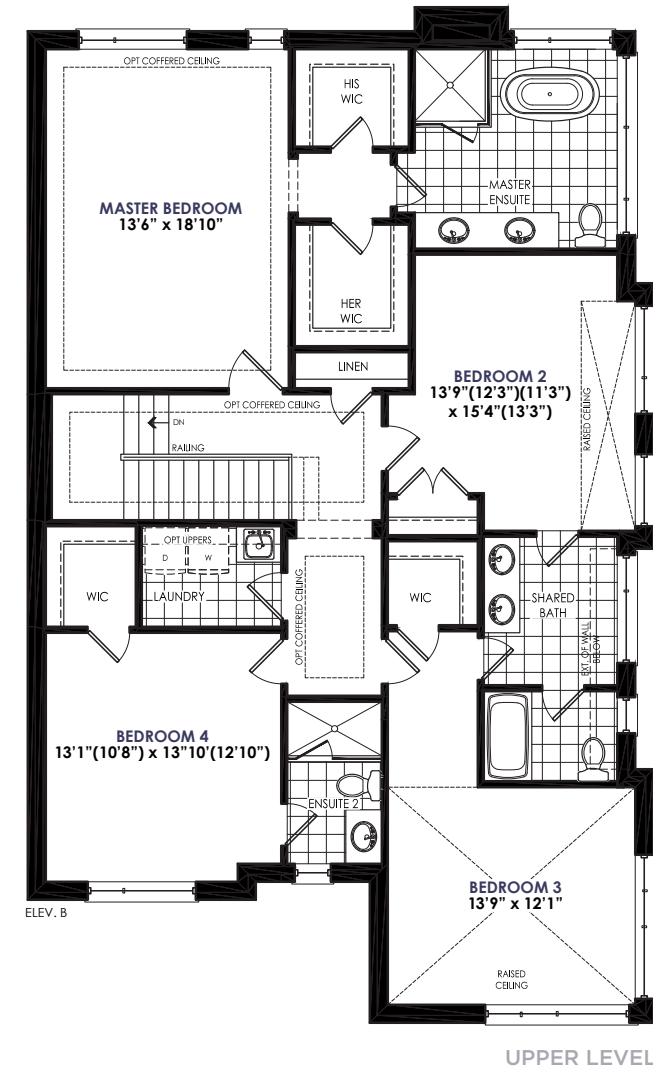 OPT COFFERED CEILING
HIS
WIC
MASTER
ENSUITE
MASTER BEDROOM
13'6" x 18'10"
HER
WIC
LINEN
BEDROOM 2
13'9"(12'3")(11'3")
x 15'4"(13'3")
RAISED CEILING
OPT COFFERED CEILING
DN
RAILING
OPT UPPERS
D
W
WIC
LAUNDRY
OPT COFFERED CEILING
WIC
SHARED
BATH
EXT. OF WALL
BELOW
BEDROOM 4
13'1"(10'8") x 13"10'(12'10")
ENSUITE 2
BEDROOM 3
13'9" x 12'1"
RAISED
CEILING
ELEV. B
UPPER LEVEL